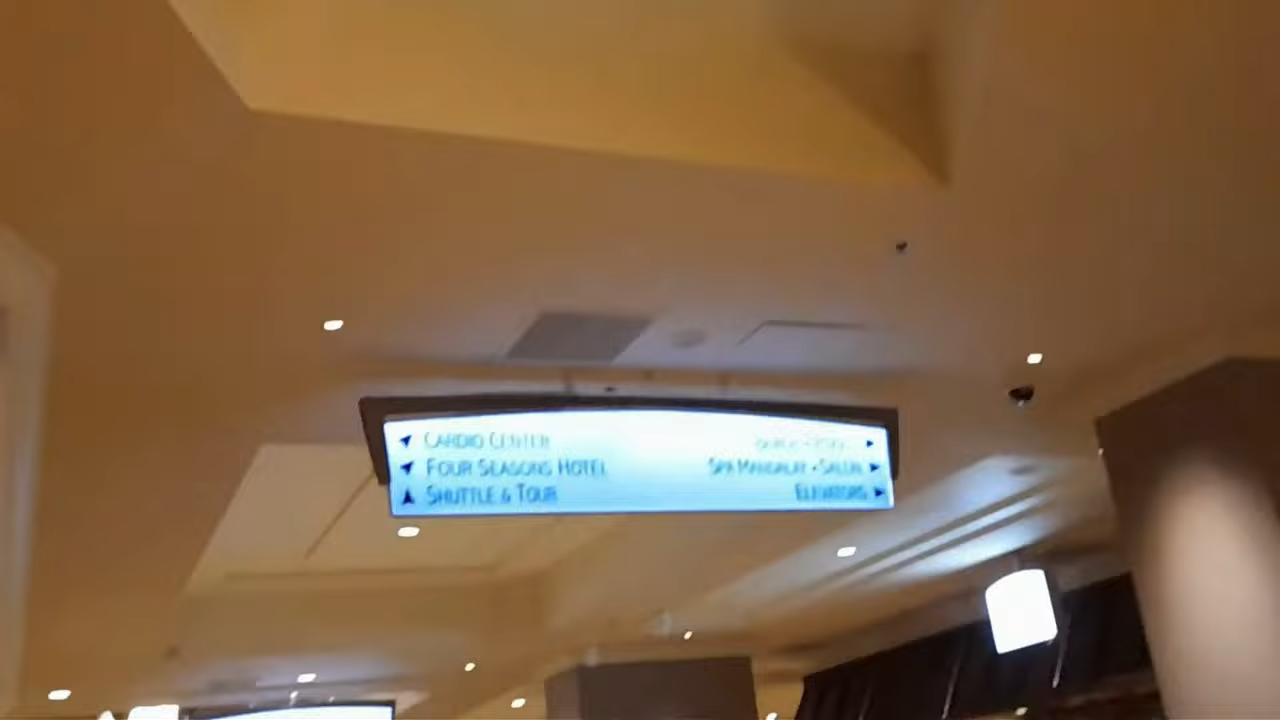 CARDIO CENTER
FOUR SEASONS HOTEL
SHUTTLE & TOUR
SPA MANDALAY • SALON
ELEVATORS